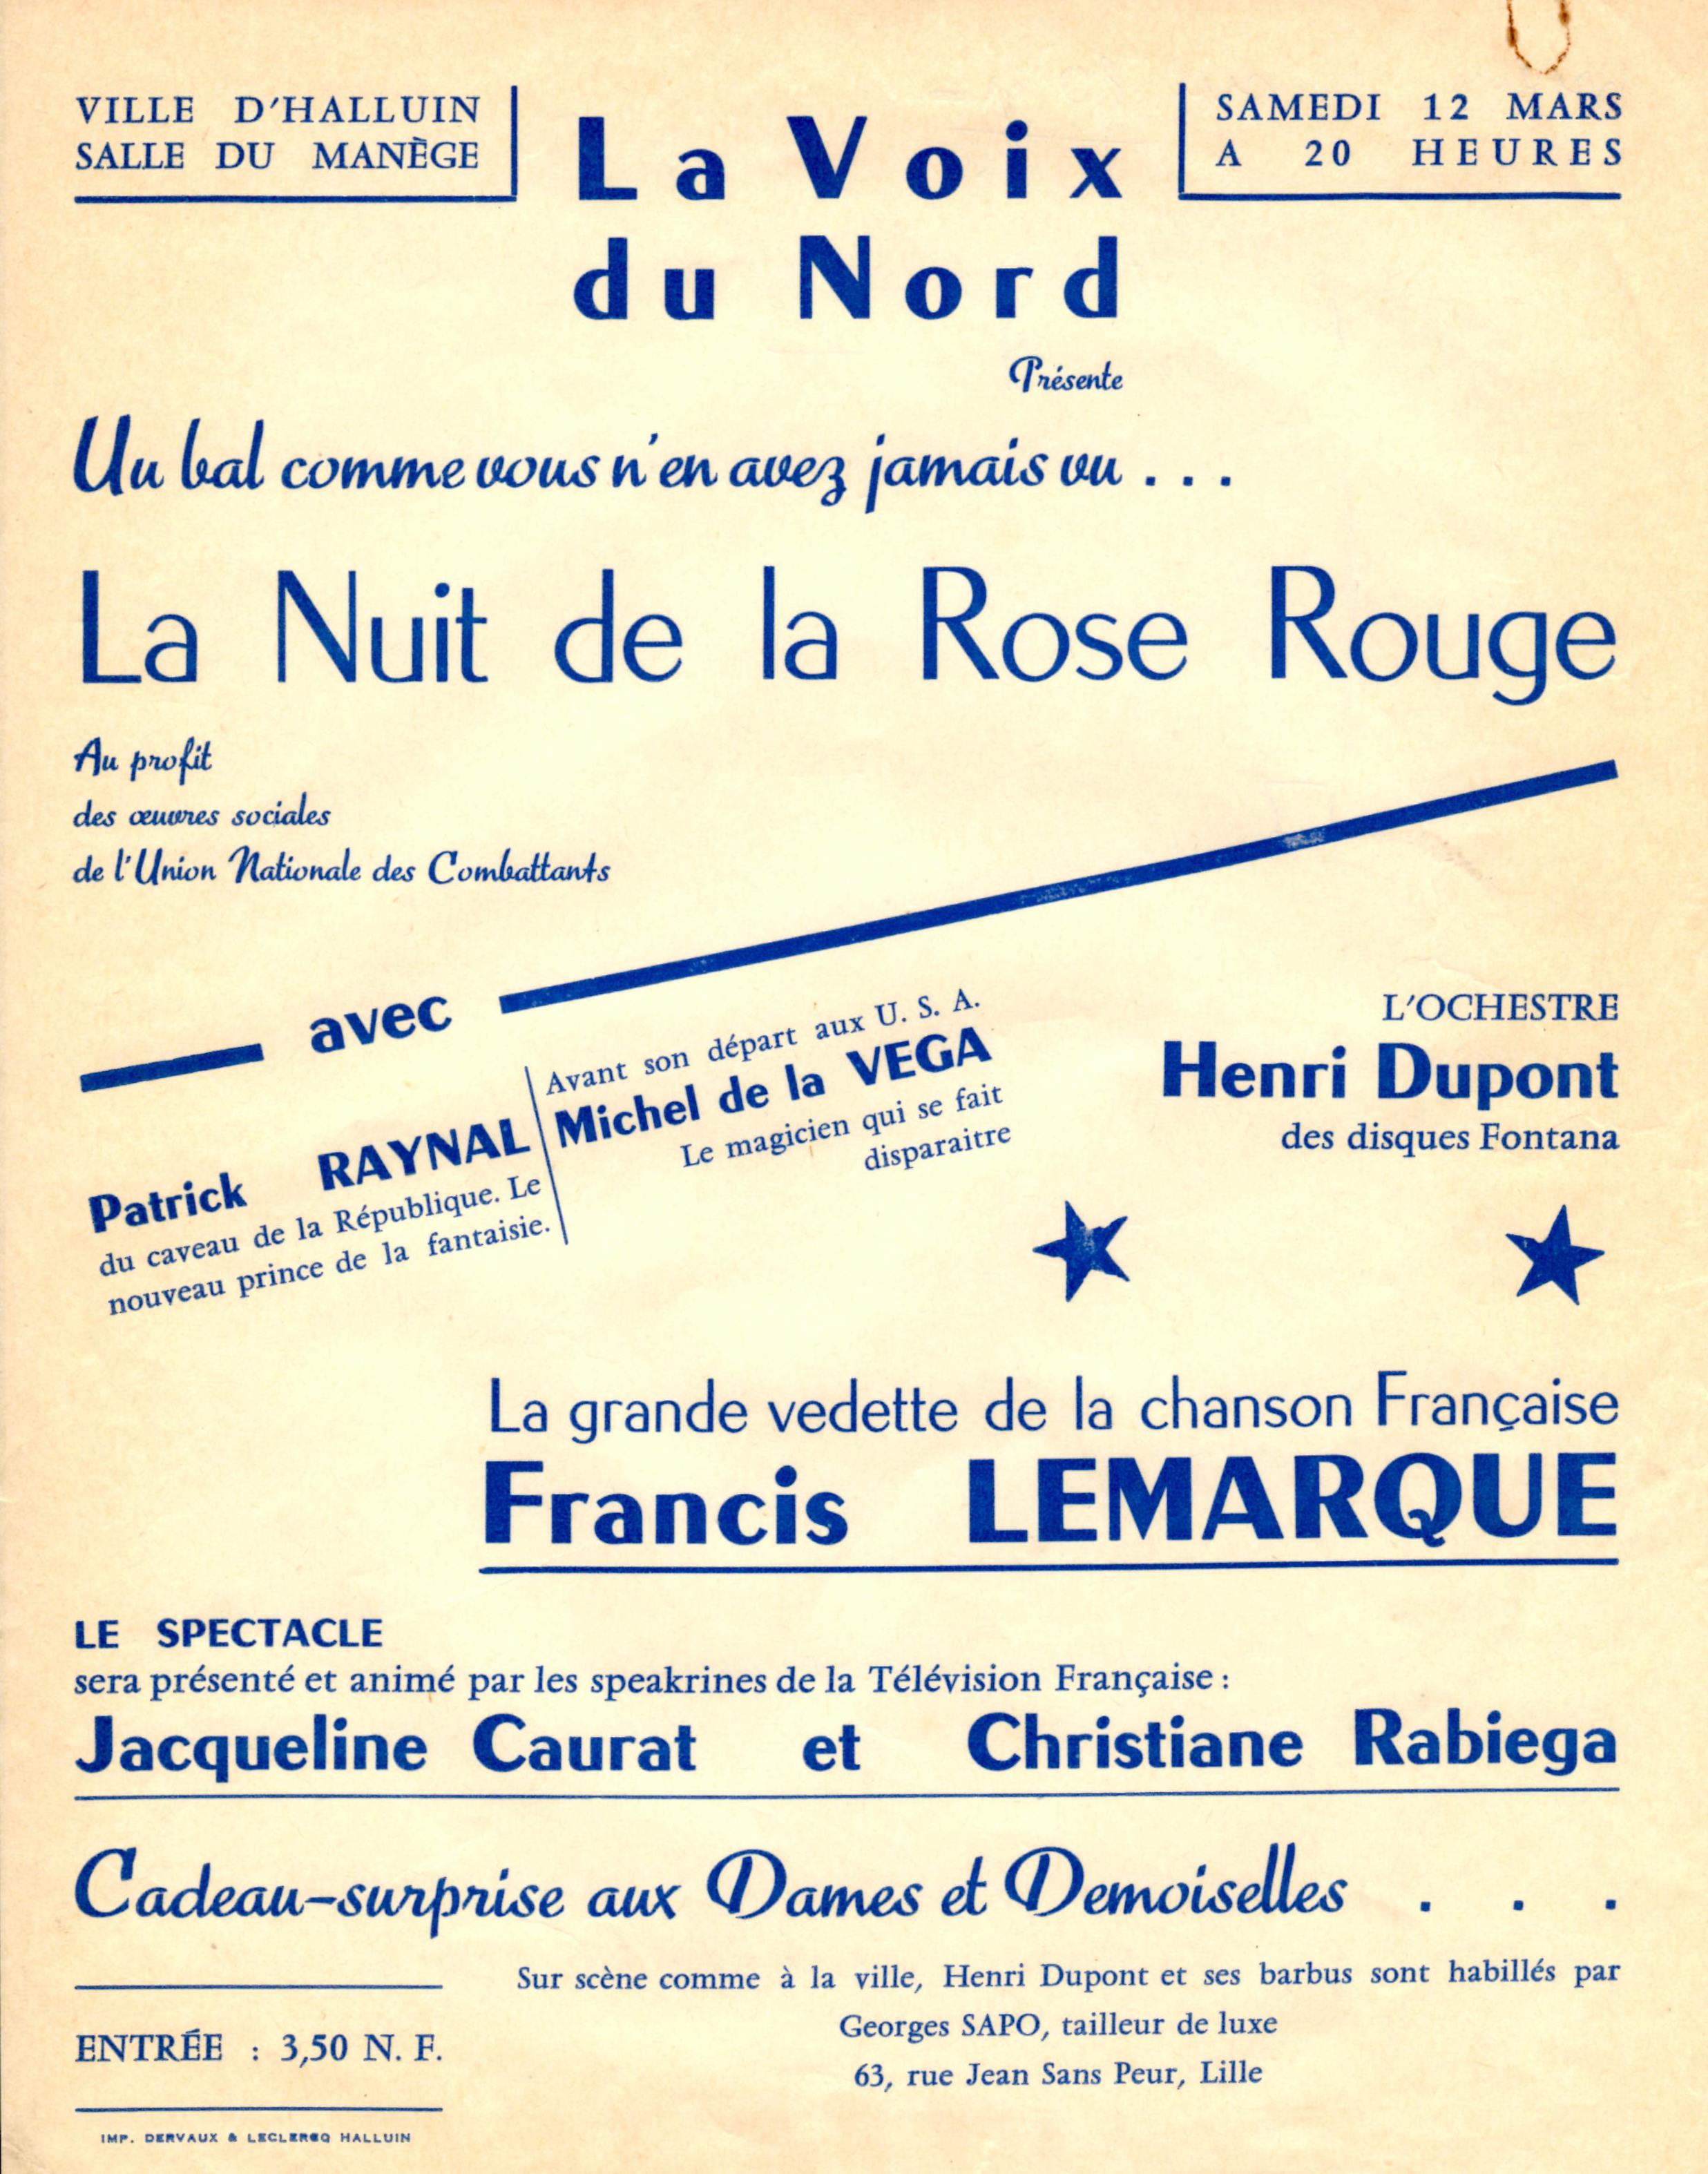 VILLE D'HALLUIN
SALLE DU MANÈGE
La Voix
du Nord
SAMEDI 12 MARS
A 20 HEURES
Présente
Un bal comme vous n'en avez jamais vu . . .
La Nuit de la Rose Rouge
Au profit
des œuvres sociales
de l'Union Nationale des Combattants
avec
Patrick RAYNAL
du caveau de la République. Le
nouveau prince de la fantaisie.
Avant son départ aux U. S. A.
Michel de la VEGA
Le magicien qui se fait
disparaitre
L'OCHESTRE
Henri Dupont
des disques Fontana
La grande vedette de la chanson Française
Francis LEMARQUE
LE SPECTACLE
sera présenté et animé par les speakrines de la Télévision Française :
Jacqueline Caurat et Christiane Rabiega
Cadeau-surprise aux Dames et Demoiselles . . .
Sur scène comme à la ville, Henri Dupont et ses barbus sont habillés par
Georges SAPO, tailleur de luxe
63, rue Jean Sans Peur, Lille
ENTRÉE : 3,50 N. F.
IMP. DERVAUX & LECLERCQ HALLUIN